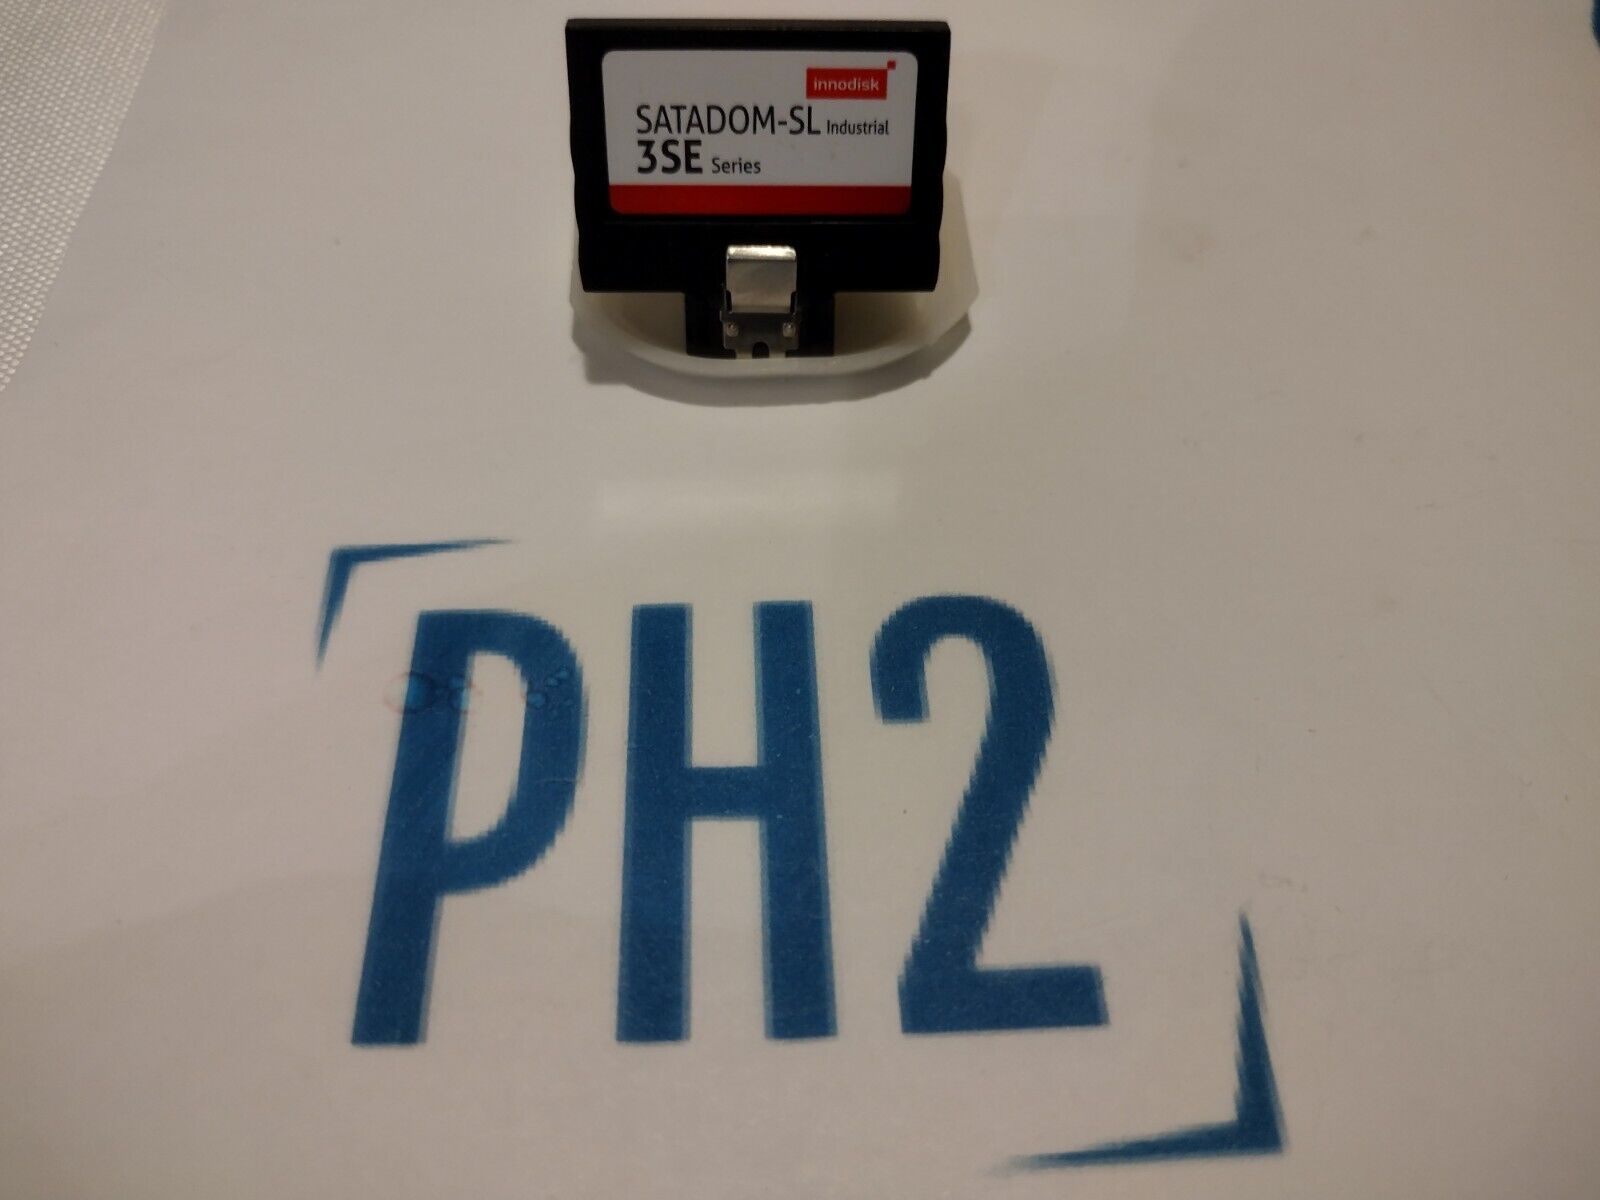 innodisk
SATADOM-SL Industrial
3SE Series
PH2